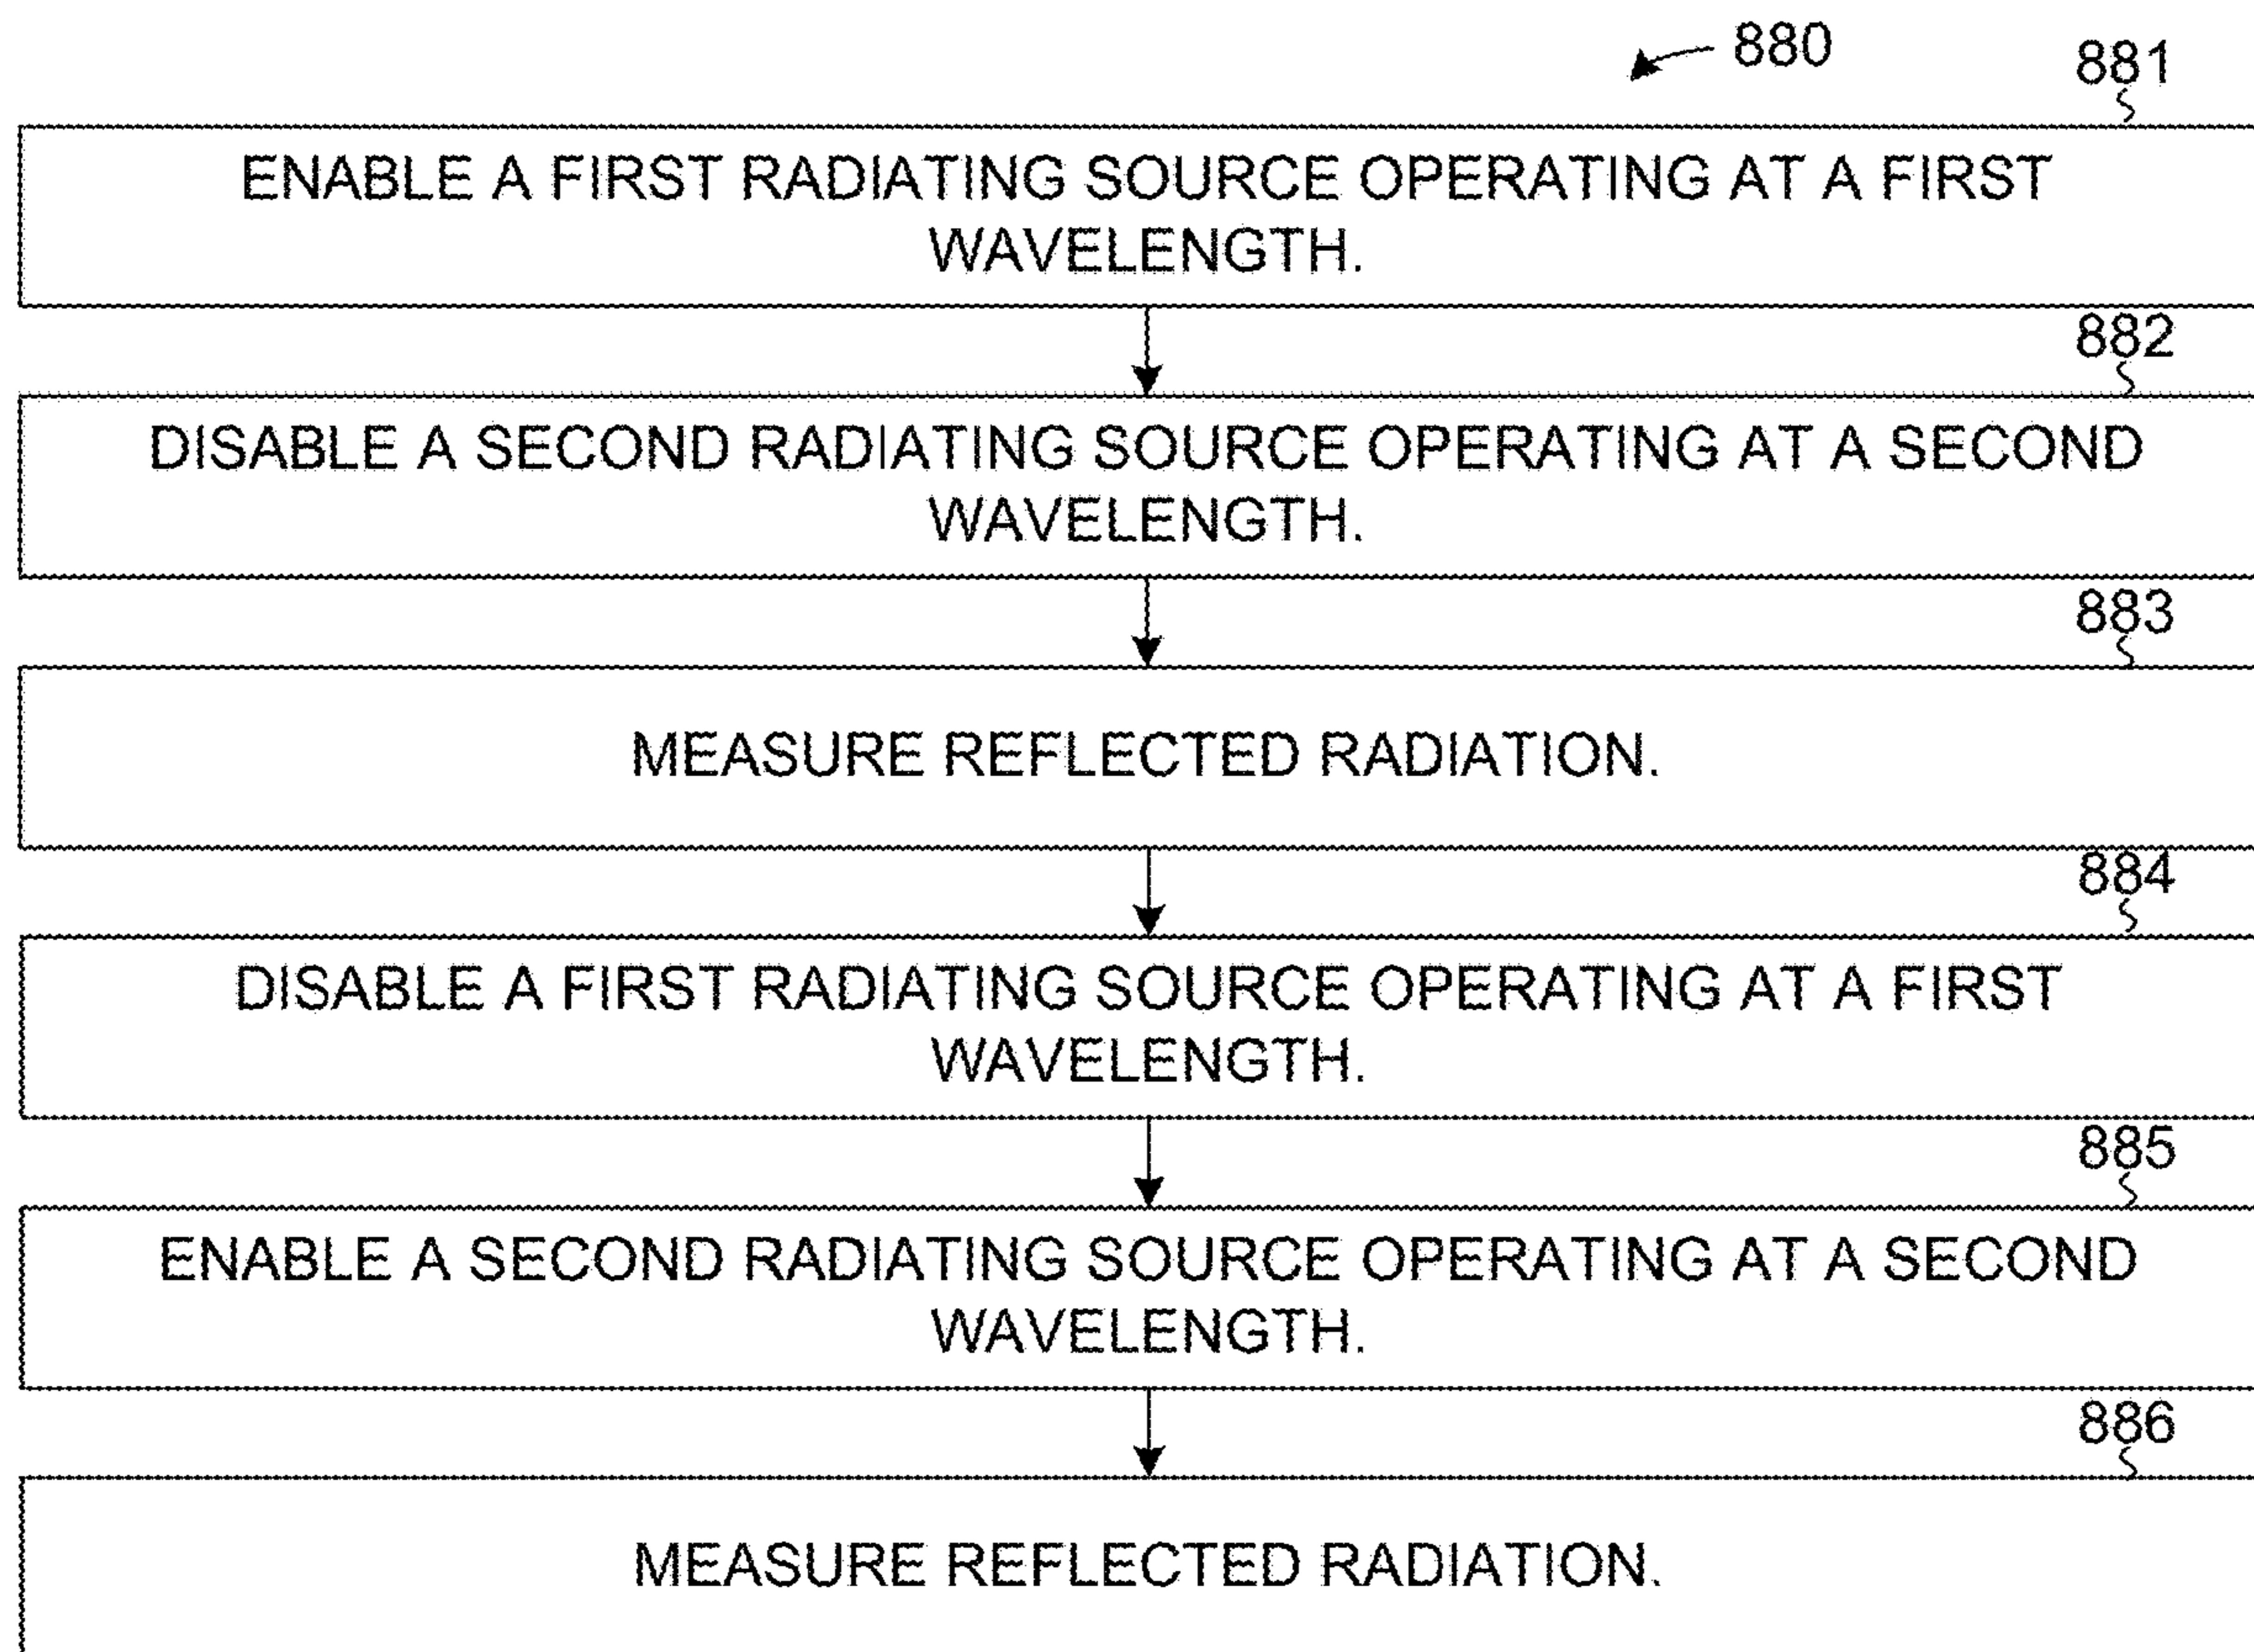 880
881
ENABLE A FIRST RADIATING SOURCE OPERATING AT A FIRST
WAVELENGTH.
882
DISABLE A SECOND RADIATING SOURCE OPERATING AT A SECOND
WAVELENGTH.
883
MEASURE REFLECTED RADIATION.
884
DISABLE A FIRST RADIATING SOURCE OPERATING AT A FIRST
WAVELENGTH.
885
ENABLE A SECOND RADIATING SOURCE OPERATING AT A SECOND
WAVELENGTH.
886
MEASURE REFLECTED RADIATION.